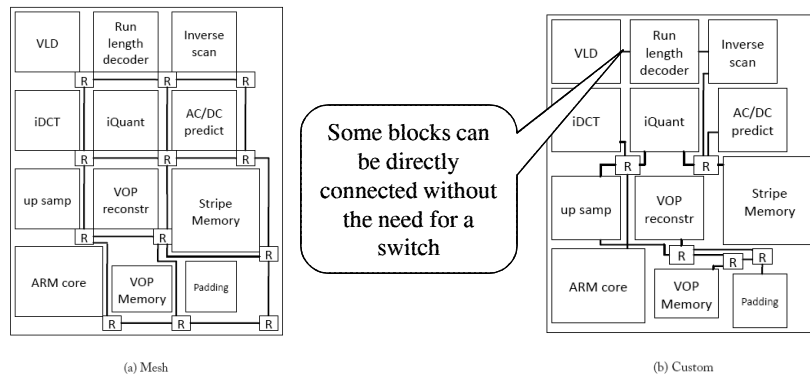 VLD
Run
length
decoder
Inverse
scan
R
R
R
iDCT
iQuant
AC/DC
predict
R
R
R
up samp
VOP
reconstr
Stripe
Memory
R
R
R
ARM core
VOP
Memory
Padding
R
R
R
(a) Mesh
Some blocks can
be directly
connected without
the need for a
switch
VLD
Run
length
decoder
Inverse
scan
iDCT
iQuant
AC/DC
predict
R
R
up samp
VOP
reconstr
Stripe
Memory
R
R
R
ARM core
VOP
Memory
Padding
(b) Custom